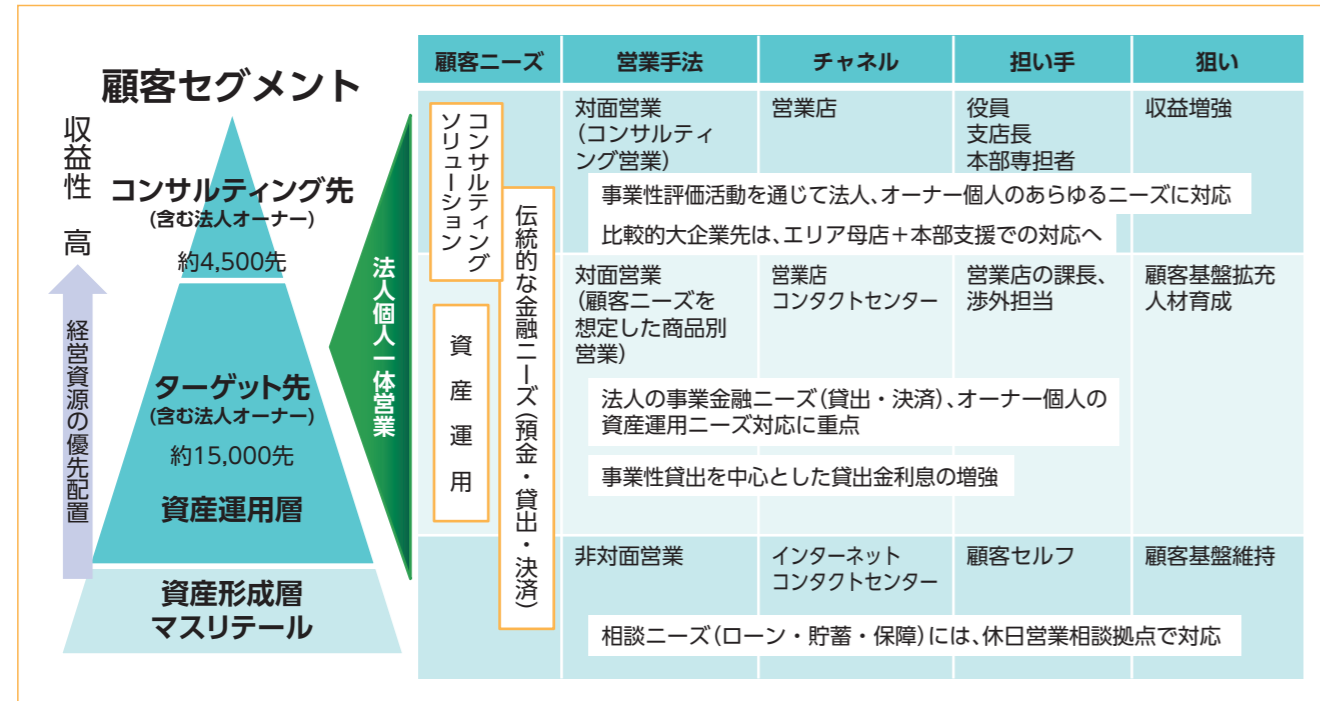 顧客セグメント
収益性 高
経営資源の優先配置
コンサルティング先
(含む法人オーナー)
約4,500先
ターゲット先
(含む法人オーナー)
約15,000先
資産運用層
資産形成層
マスリテール
法人個人一体営業
顧客ニーズ
営業手法
チャネル
担い手
狙い
コンサルティング
ソリューション
資産運用
伝統的な金融ニーズ(預金・貸出・決済)
対面営業
(コンサルティ
ング営業)
営業店
役員
支店長
本部専担者
収益増強
事業性評価活動を通じて法人、オーナー個人のあらゆるニーズに対応
比較的大企業先は、エリア母店+本部支援での対応へ
対面営業
(顧客ニーズを
想定した商品別
営業)
営業店
コンタクトセンター
営業店の課長、
渉外担当
顧客基盤拡充
人材育成
法人の事業金融ニーズ(貸出・決済)、オーナー個人の
資産運用ニーズ対応に重点
事業性貸出を中心とした貸出金利息の増強
非対面営業
インターネット
コンタクトセンター
顧客セルフ
顧客基盤維持
相談ニーズ(ローン・貯蓄・保障)には、休日営業相談拠点で対応